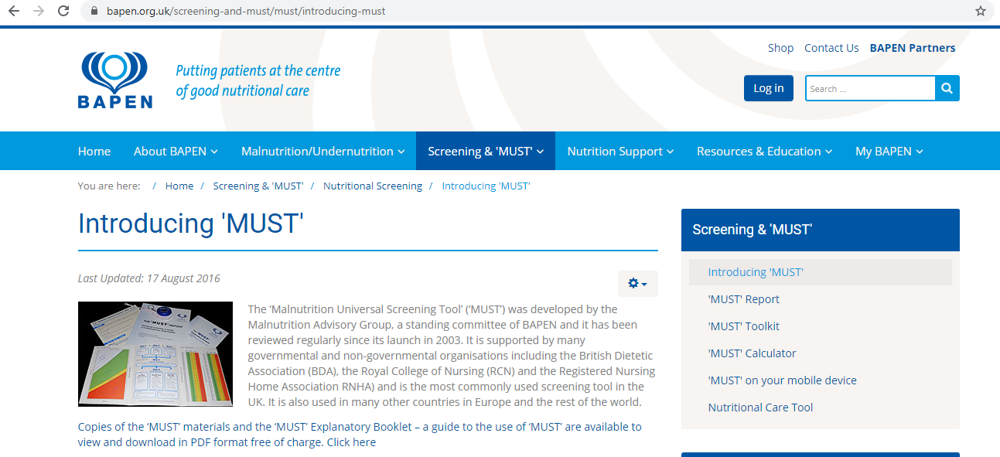 bapen.org.uk/screening-and-must/must/introducing-must
Shop Contact Us BAPEN Partners
BAPEN
Putting patients at the centre
of good nutritional care
Log in
Search ...
Home About BAPEN Malnutrition/Undernutrition Screening & 'MUST' Nutrition Support Resources & Education My BAPEN
You are here: / Home / Screening & 'MUST' / Nutritional Screening / Introducing 'MUST'
Introducing 'MUST'
Last Updated: 17 August 2016
THE 'MUST' REPORT
The ‘Malnutrition Universal Screening Tool’ (‘MUST’) was developed by the
Malnutrition Advisory Group, a standing committee of BAPEN and it has been
reviewed regularly since its launch in 2003. It is supported by many
governmental and non-governmental organisations including the British Dietetic
Association (BDA), the Royal College of Nursing (RCN) and the Registered Nursing
Home Association RNHA) and is the most commonly used screening tool in the
UK. It is also used in many other countries in Europe and the rest of the world.
Copies of the ‘MUST’ materials and the ‘MUST’ Explanatory Booklet – a guide to the use of ‘MUST’ are available to
view and download in PDF format free of charge. Click here
Screening & 'MUST'
Introducing 'MUST'
'MUST' Report
'MUST' Toolkit
'MUST' Calculator
'MUST' on your mobile device
Nutritional Care Tool